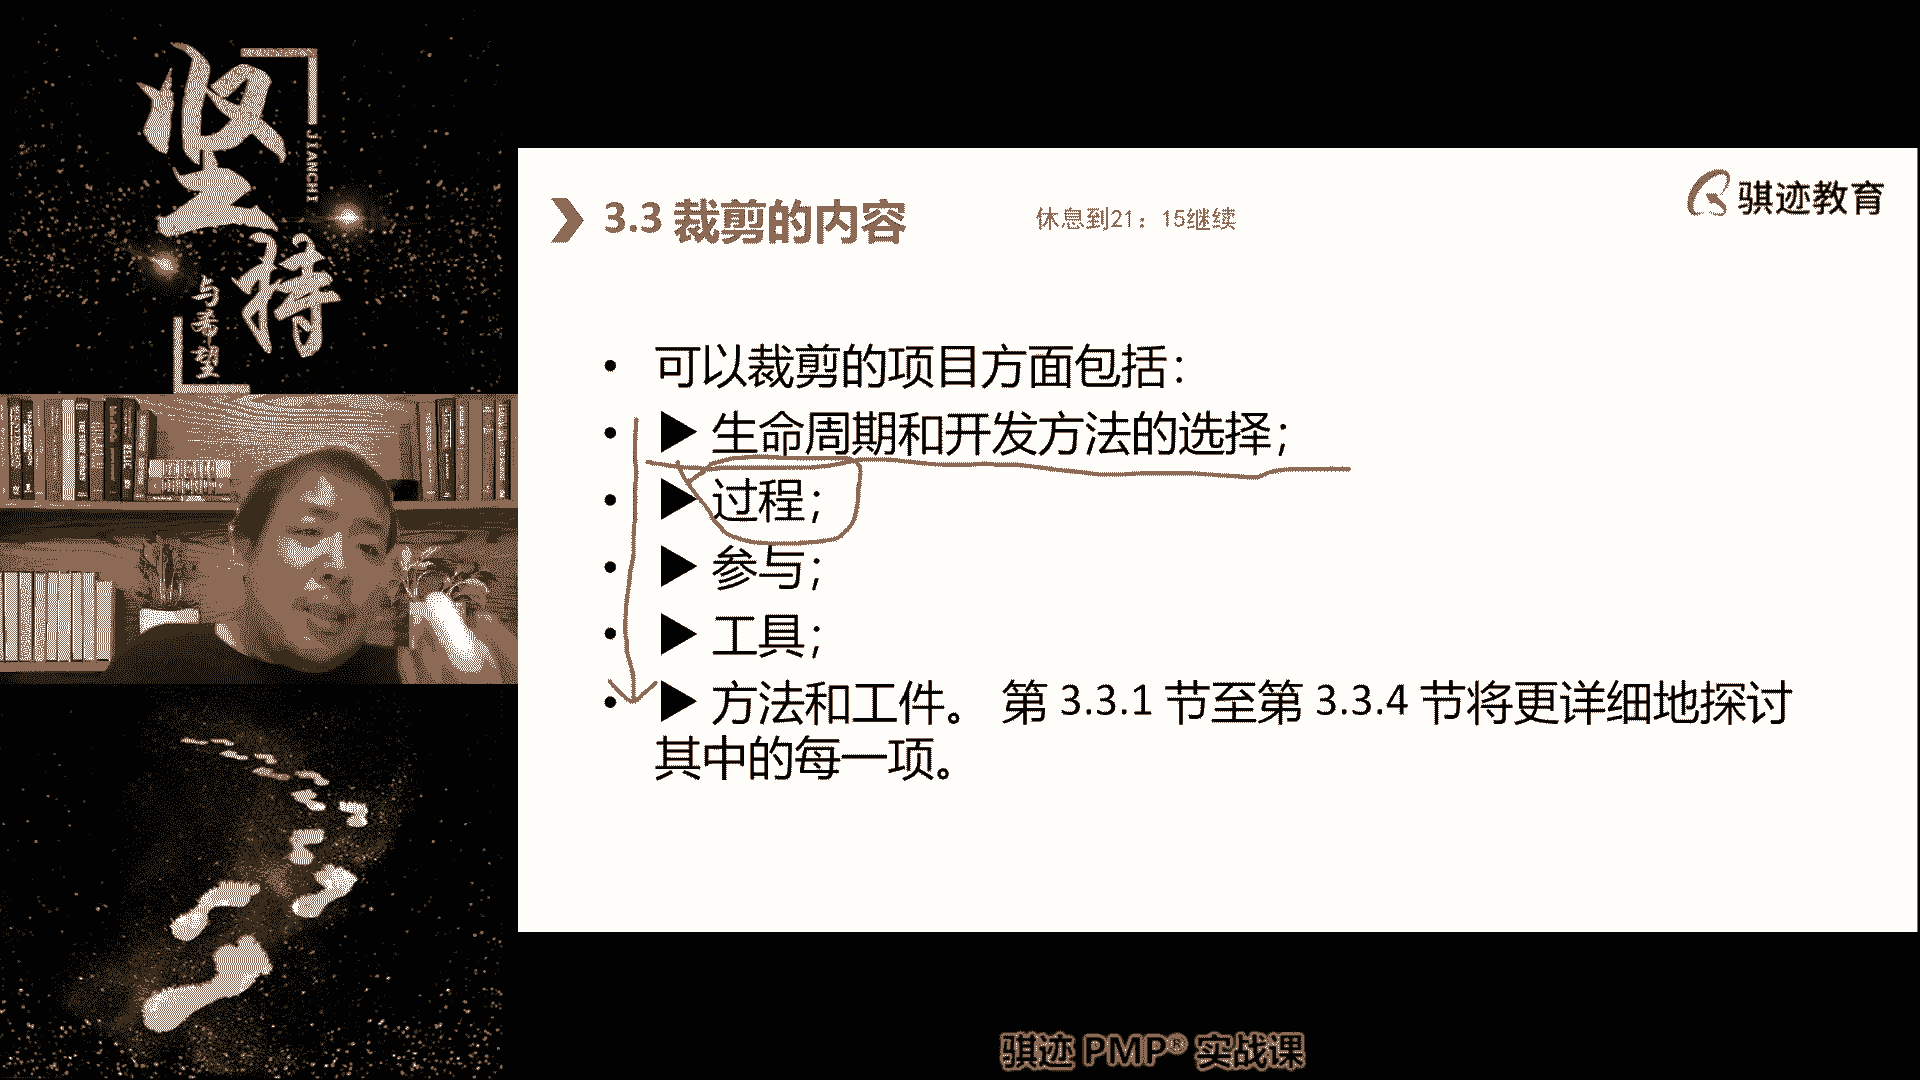 坚持
JIANCHI
与希望
3.3 裁剪的内容
休息到21：15继续
骐迹教育
• 可以裁剪的项目方面包括：
• ▶ 生命周期和开发方法的选择；
• ▶ 过程；
• ▶ 参与；
• ▶ 工具；
• ▶ 方法和工件。 第 3.3.1 节至第 3.3.4 节将更详细地探讨
其中的每一项。
骐迹 PMP® 实战课